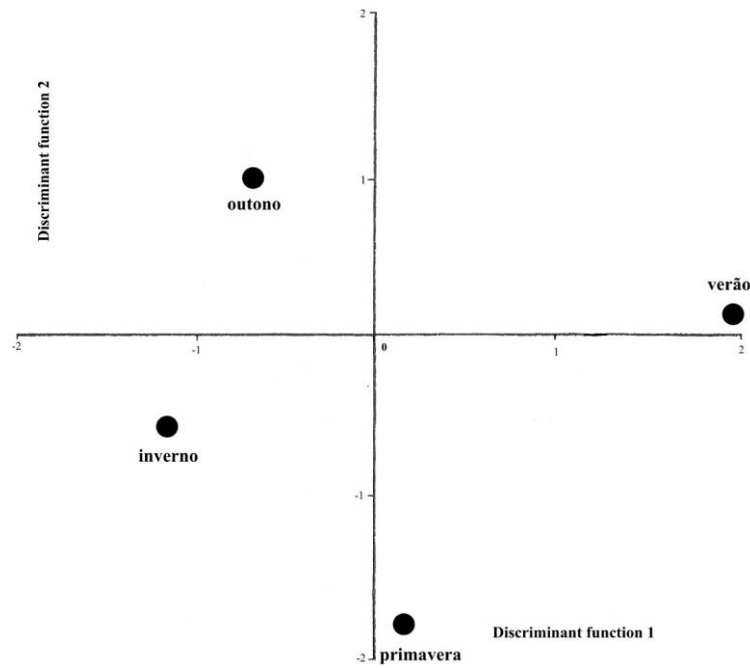 2
Discriminant function 2
1
outono
verão
-2
-1
0
1
2
inverno
-1
Discriminant function 1
primavera
-2